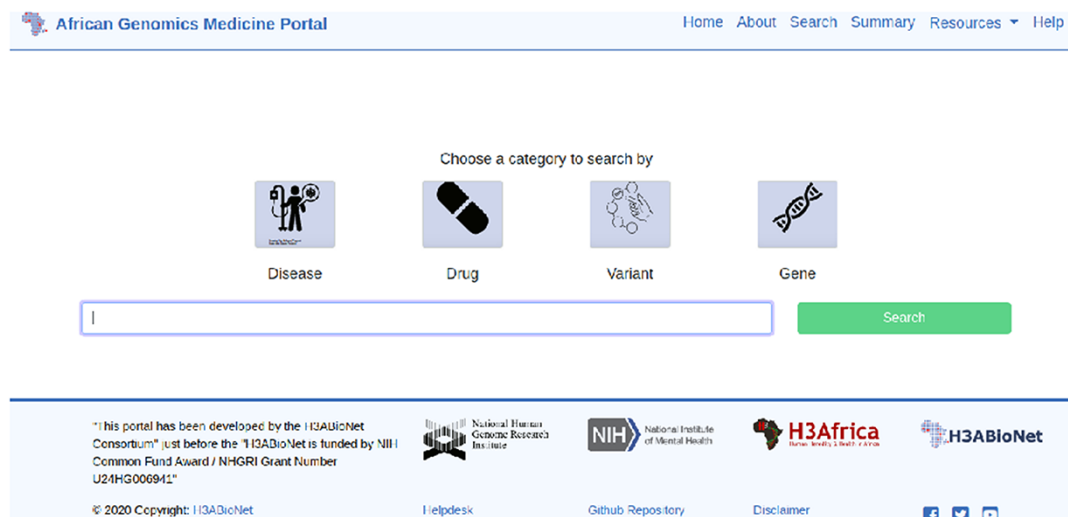 African Genomics Medicine Portal
Home About Search Summary Resources Help
Choose a category to search by
Disease Drug Variant Gene
Search
"This portal has been developed by the H3ABioNet
Consortium" just before the "H3ABioNet is funded by NIH
Common Fund Award / NHGRI Grant Number
U24HG006941"
National Human
Genome Research
Institute
NIH
National Institute
of Mental Health
H3Africa
H3ABioNet
© 2020 Copyright: H3ABioNet
Helpdesk
Github Repository
Disclaimer